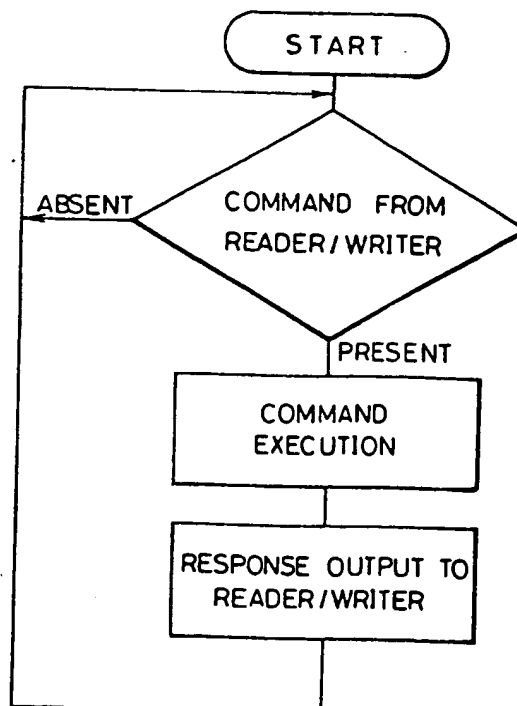 START
ABSENT
COMMAND FROM
READER/WRITER
PRESENT
COMMAND
EXECUTION
RESPONSE OUTPUT TO
READER/WRITER